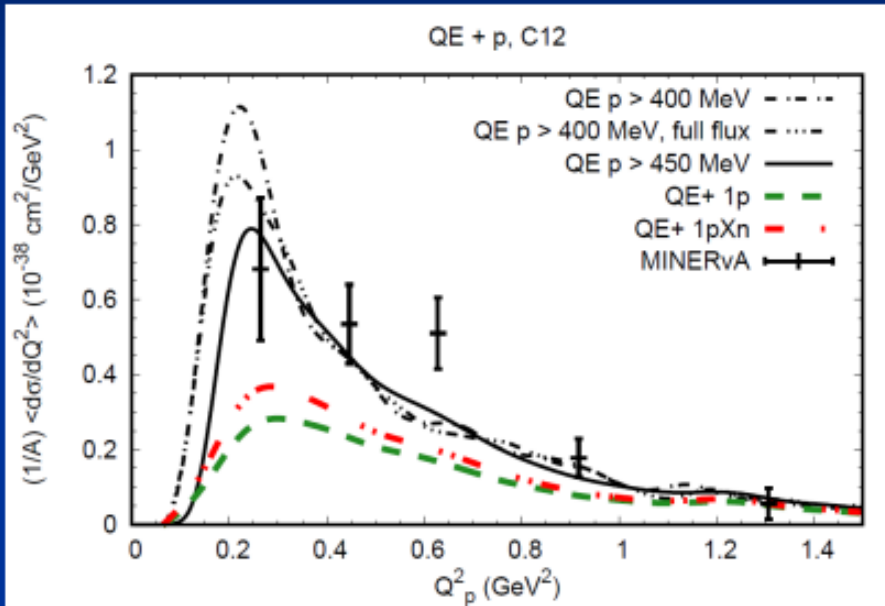 QE + p, C12
1.2
1
0.8
0.6
0.4
0.2
0
(1/A) <dσ/dQ²> (10⁻³⁸ cm²/GeV²)
QE p > 400 MeV
QE p > 400 MeV, full flux
QE p > 450 MeV
QE+ 1p
QE+ 1pXn
MINERvA
0 0.2 0.4 0.6 0.8 1 1.2 1.4
Q²ₚ (GeV²)